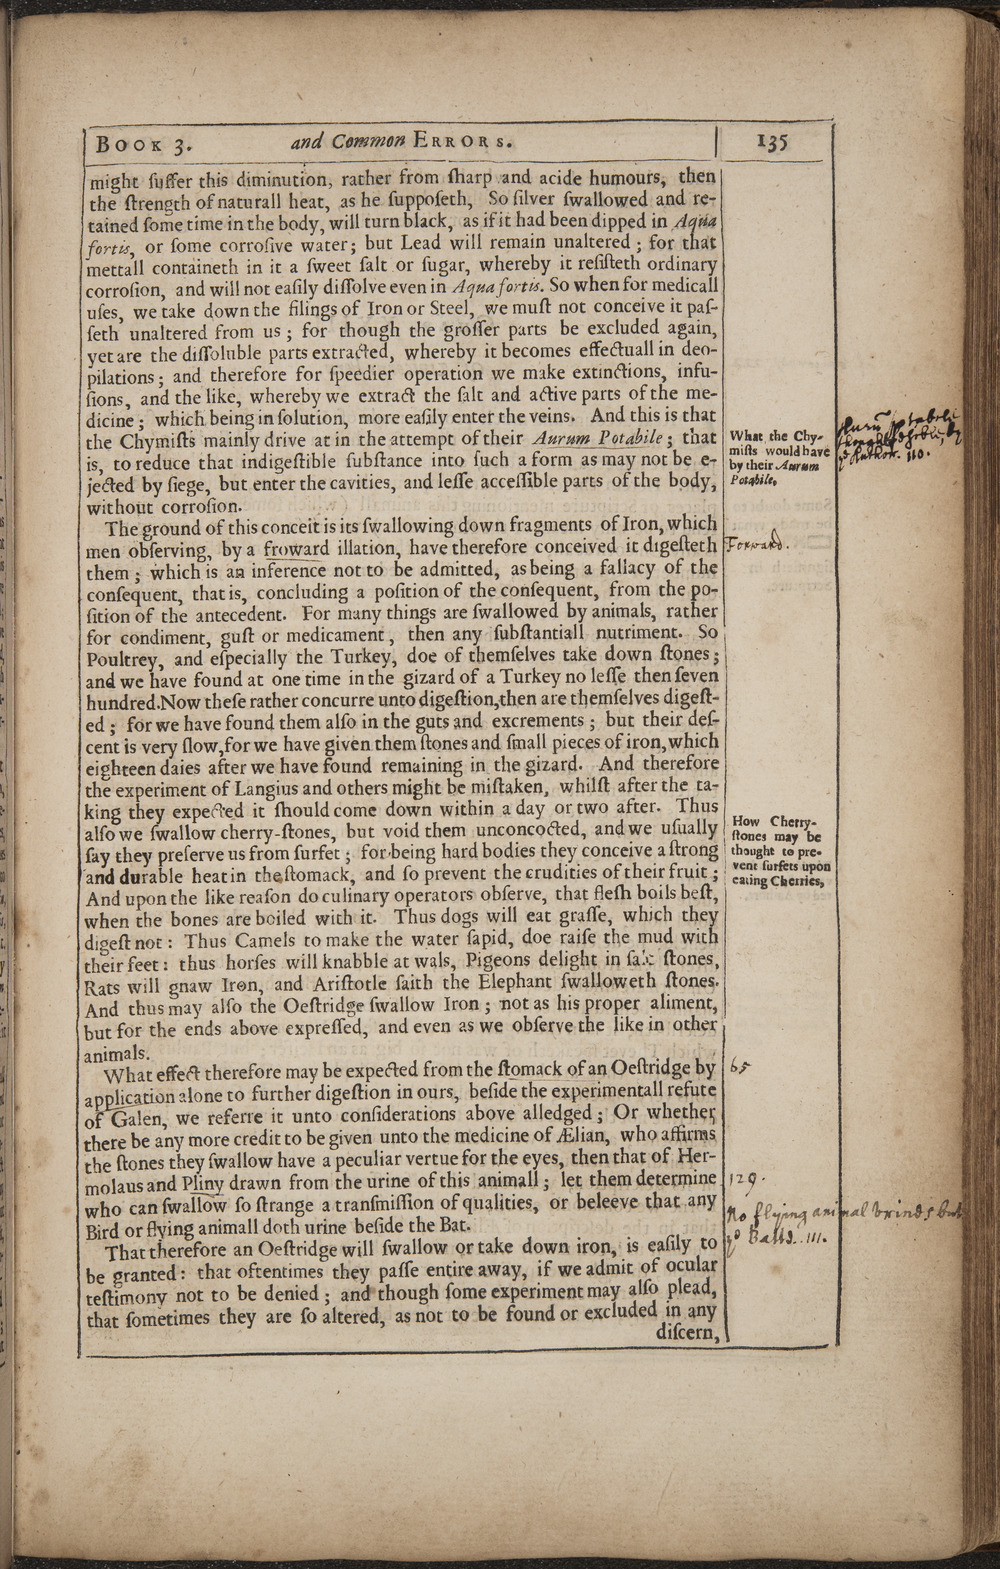 BOOK 3. and Common ERRORS. 135
might ſuffer this diminution, rather from ſharp and acide humours, then
the ſtrength of naturall heat, as he ſuppoſeth, So ſilver ſwallowed and re-
tained ſome time in the body, will turn black, as if it had been dipped in Aqua
fortis, or ſome corroſive water; but Lead will remain unaltered; for that
mettall containeth in it a ſweet ſalt or ſugar, whereby it reſiſteth ordinary
corroſion, and will not eaſily diſſolve even in Aqua fortis. So when for medicall
uſes, we take down the filings of Iron or Steel, we muſt not conceive it paſ-
ſeth unaltered from us; for though the groſſer parts be excluded again,
yet are the diſſoluble parts extracted, whereby it becomes effectuall in deo-
pilations; and therefore for ſpeedier operation we make extinctions, infu-
ſions, and the like, whereby we extract the ſalt and active parts of the me-
dicine; which being in ſolution, more eaſily enter the veins. And this is that
the Chymiſts mainly drive at in the attempt of their Aurum Potabile; that
is, to reduce that indigeſtible ſubſtance into ſuch a form as may not be e-
jected by ſiege, but enter the cavities, and leſſe acceſſible parts of the body,
without corroſion.
What the Chy-
miſts would have
by their Aurum
Potabile.
Aurū potabile
thought
yᵉ Author. 110.
The ground of this conceit is its ſwallowing down fragments of Iron, which
men obſerving, by a froward illation, have therefore conceived it digeſteth
Forward.
them; which is an inference not to be admitted, as being a fallacy of the
conſequent, that is, concluding a poſition of the conſequent, from the po-
ſition of the antecedent. For many things are ſwallowed by animals, rather
for condiment, guſt or medicament, then any ſubſtantiall nutriment. So
Poultrey, and eſpecially the Turkey, doe of themſelves take down ſtones;
and we have found at one time in the gizard of a Turkey no leſſe then ſeven
hundred. Now theſe rather concurre unto digeſtion, then are themſelves digeſt-
ed; for we have found them alſo in the guts and excrements; but their deſ-
cent is very ſlow, for we have given them ſtones and ſmall pieces of iron, which
eighteen daies after we have found remaining in the gizard. And therefore
the experiment of Langius and others might be miſtaken, whilſt after the ta-
king they expected it ſhould come down within a day or two after. Thus
alſo we ſwallow cherry-ſtones, but void them unconcocted, and we uſually
ſay they preſerve us from ſurfet; for being hard bodies they conceive a ſtrong
and durable heat in the ſtomack, and ſo prevent the crudities of their fruit;
How Cherry-
ſtones may be
thought to pre-
vent ſurfets upon
eating Cherries,
And upon the like reaſon do culinary operators obſerve, that fleſh boils beſt,
when the bones are boiled with it. Thus dogs will eat graſſe, which they
digeſt not: Thus Camels to make the water ſapid, doe raiſe the mud with
their feet: thus horſes will knabble at wals, Pigeons delight in ſalt ſtones,
Rats will gnaw Iron, and Ariſtotle ſaith the Elephant ſwalloweth ſtones.
And thus may alſo the Oeſtridge ſwallow Iron; not as his proper aliment,
but for the ends above expreſſed, and even as we obſerve the like in other
animals.
What effect therefore may be expected from the ſtomack of an Oeſtridge by
65
application alone to further digeſtion in ours, beſide the experimentall refute
of Galen, we referre it unto conſiderations above alledged; Or whether
there be any more credit to be given unto the medicine of Ælian, who affirms
the ſtones they ſwallow have a peculiar vertue for the eyes, then that of Her-
molaus and Pliny drawn from the urine of this animall; let them determine
129.
who can ſwallow ſo ſtrange a tranſmiſſion of qualities, or beleeve that any
Bird or flying animall doth urine beſide the Bat.
No flying animal Urines but
yᵉ Batts. 111.
That therefore an Oeſtridge will ſwallow or take down iron, is eaſily to
be granted: that oftentimes they paſſe entire away, if we admit of ocular
teſtimony not to be denied; and though ſome experiment may alſo plead,
that ſometimes they are ſo altered, as not to be found or excluded in any
diſcern,